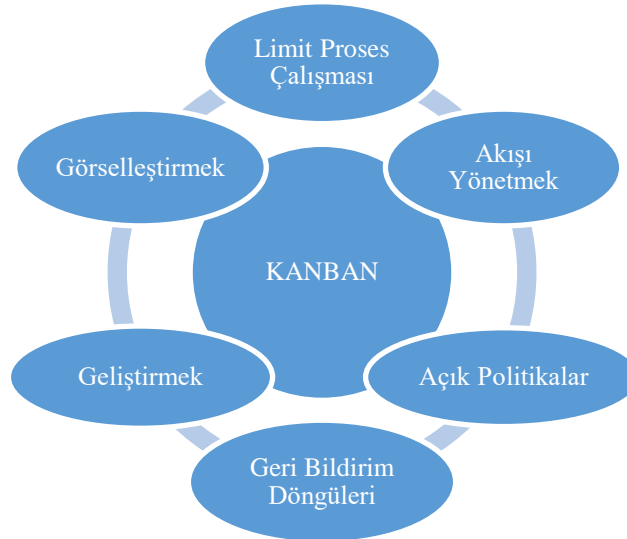 Limit Proses
Çalışması
Akışı
Yönetmek
Görselleştirmek
KANBAN
Açık Politikalar
Geliştirmek
Geri Bildirim
Döngüleri